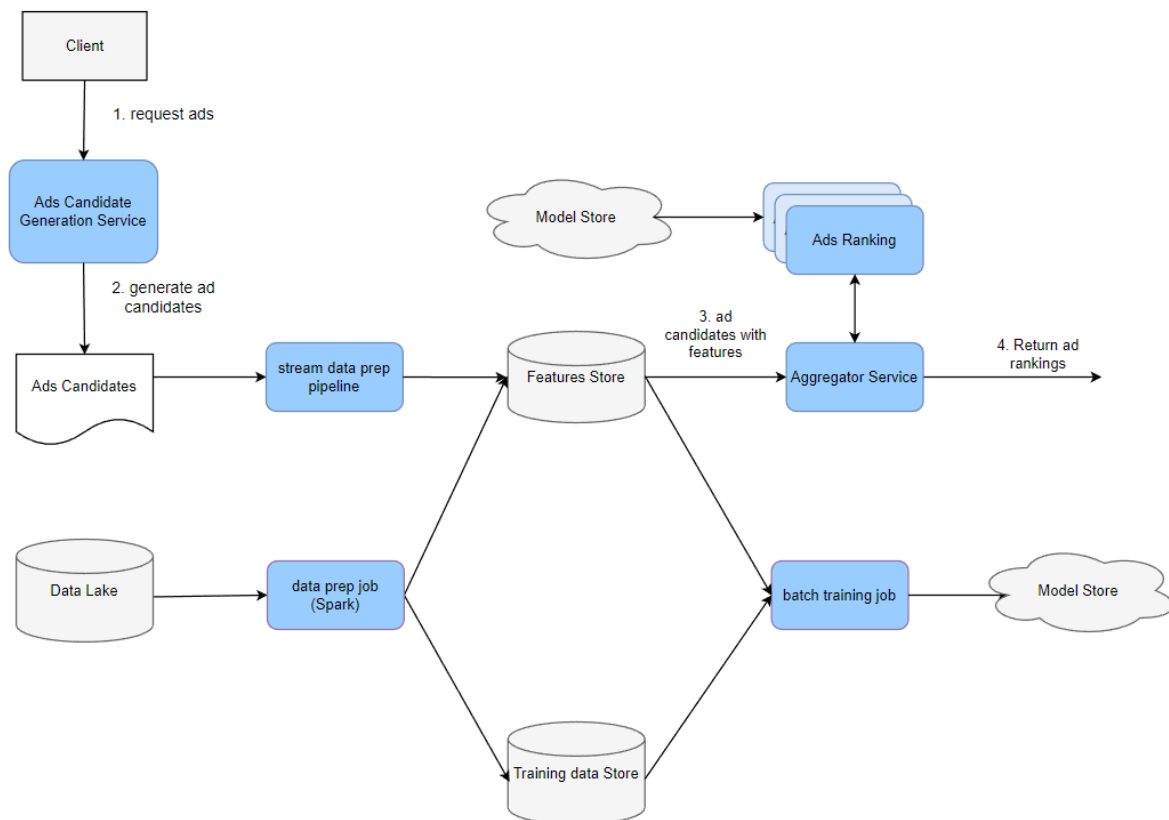 Client
1. request ads
Ads Candidate
Generation Service
Model Store
Ads Ranking
2. generate ad
candidates
3. ad
candidates with
features
4. Return ad
rankings
Ads Candidates
stream data prep
pipeline
Features Store
Aggregator Service
Data Lake
data prep job
(Spark)
batch training job
Model Store
Training data Store